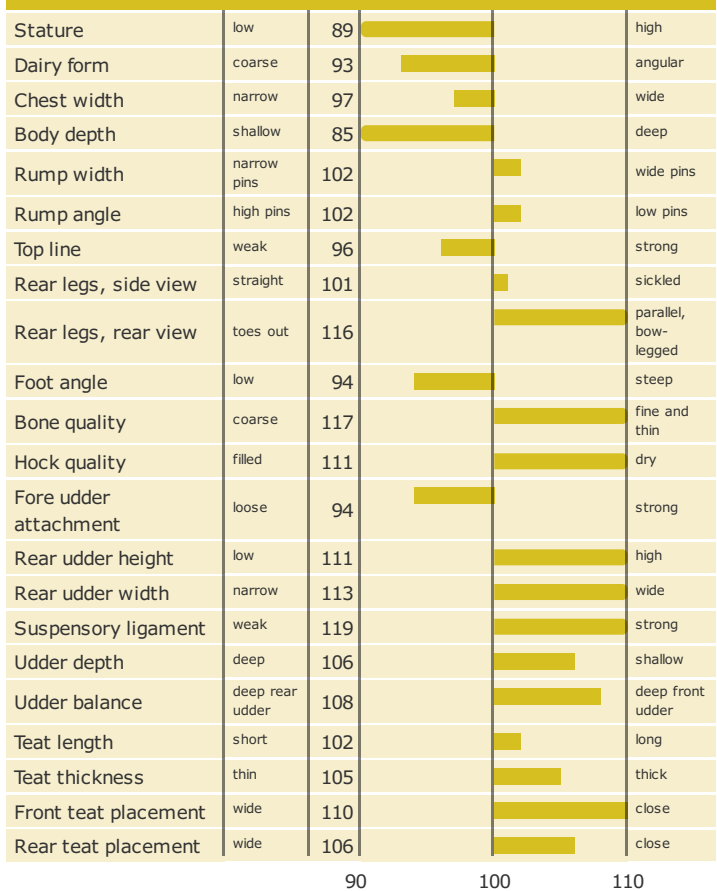 Stature low 89 high
Dairy form coarse 93 angular
Chest width narrow 97 wide
Body depth shallow 85 deep
Rump width narrow pins 102 wide pins
Rump angle high pins 102 low pins
Top line weak 96 strong
Rear legs, side view straight 101 sickled
Rear legs, rear view toes out 116 parallel, bow-legged
Foot angle low 94 steep
Bone quality coarse 117 fine and thin
Hock quality filled 111 dry
Fore udder attachment loose 94 strong
Rear udder height low 111 high
Rear udder width narrow 113 wide
Suspensory ligament weak 119 strong
Udder depth deep 106 shallow
Udder balance deep rear udder 108 deep front udder
Teat length short 102 long
Teat thickness thin 105 thick
Front teat placement wide 110 close
Rear teat placement wide 106 close
90 100 110